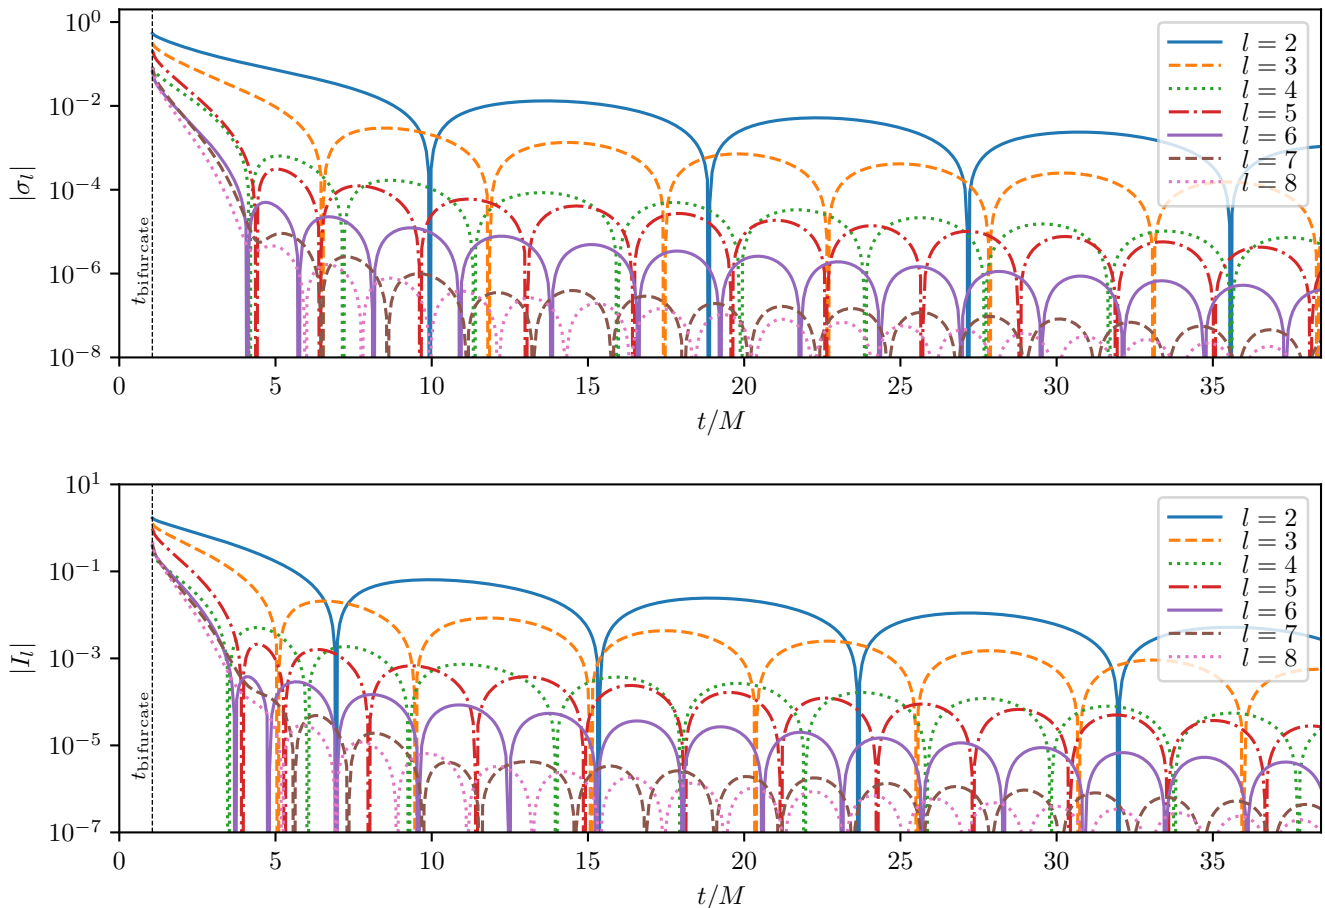 |σ_l|
10^0
10^−2
10^−4
10^−6
10^−8
t_bifurcate
l = 2
l = 3
l = 4
l = 5
l = 6
l = 7
l = 8
0 5 10 15 20 25 30 35
t/M
|I_l|
10^1
10^−1
10^−3
10^−5
10^−7
t_bifurcate
l = 2
l = 3
l = 4
l = 5
l = 6
l = 7
l = 8
0 5 10 15 20 25 30 35
t/M